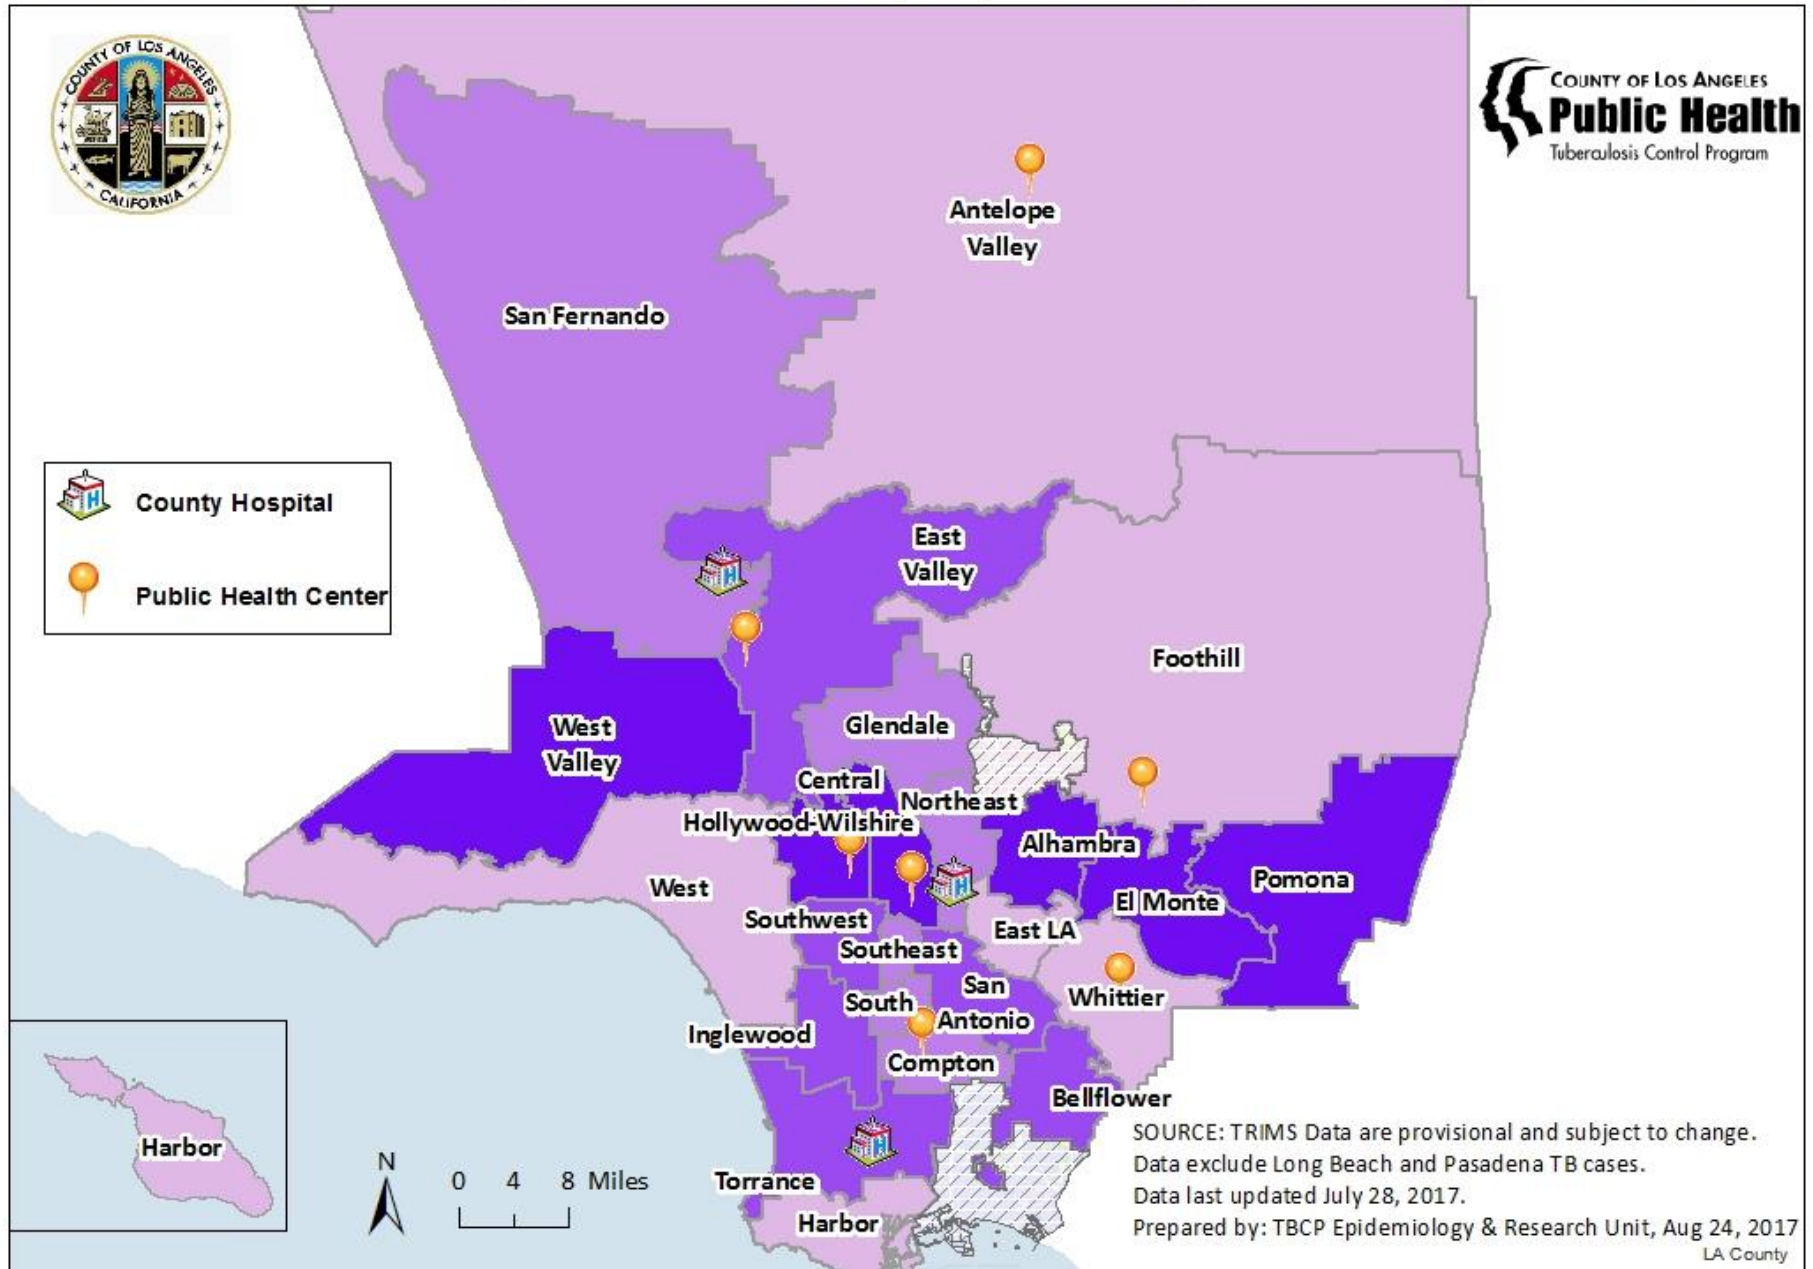 COUNTY OF LOS ANGELES
CALIFORNIA
COUNTY OF LOS ANGELES
Public Health
Tuberculosis Control Program
Antelope
Valley
San Fernando
County Hospital
Public Health Center
East
Valley
Foothill
West
Valley
Glendale
Central
Northeast
Hollywood-Wilshire
Alhambra
Pomona
West
El Monte
Southwest
East LA
Southeast
San
Antonio
Whittier
South
Inglewood
Compton
Bellflower
Harbor
Torrance
Harbor
N
0 4 8 Miles
SOURCE: TRIMS Data are provisional and subject to change.
Data exclude Long Beach and Pasadena TB cases.
Data last updated July 28, 2017.
Prepared by: TBCP Epidemiology & Research Unit, Aug 24, 2017
LA County